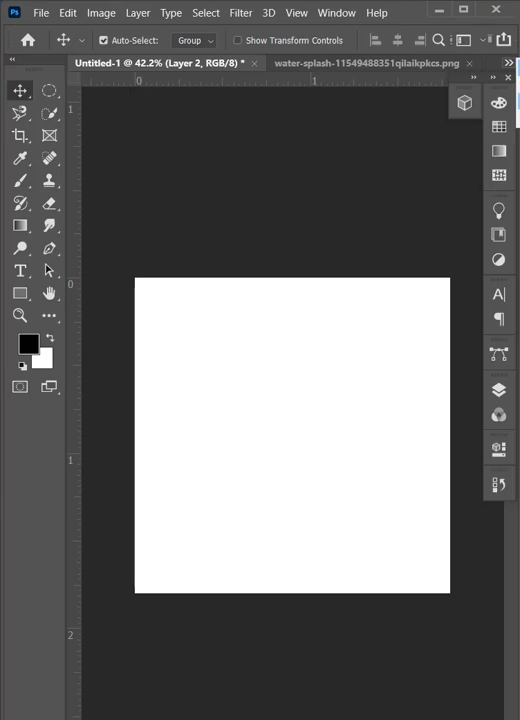 Ps File Edit Image Layer Type Select Filter 3D View Window Help
Auto-Select: Group Show Transform Controls
Untitled-1 @ 42.2% (Layer 2, RGB/8) * water-splash-11549488351qilaikpkcs.png
0 1
1
0
1
2
T
A